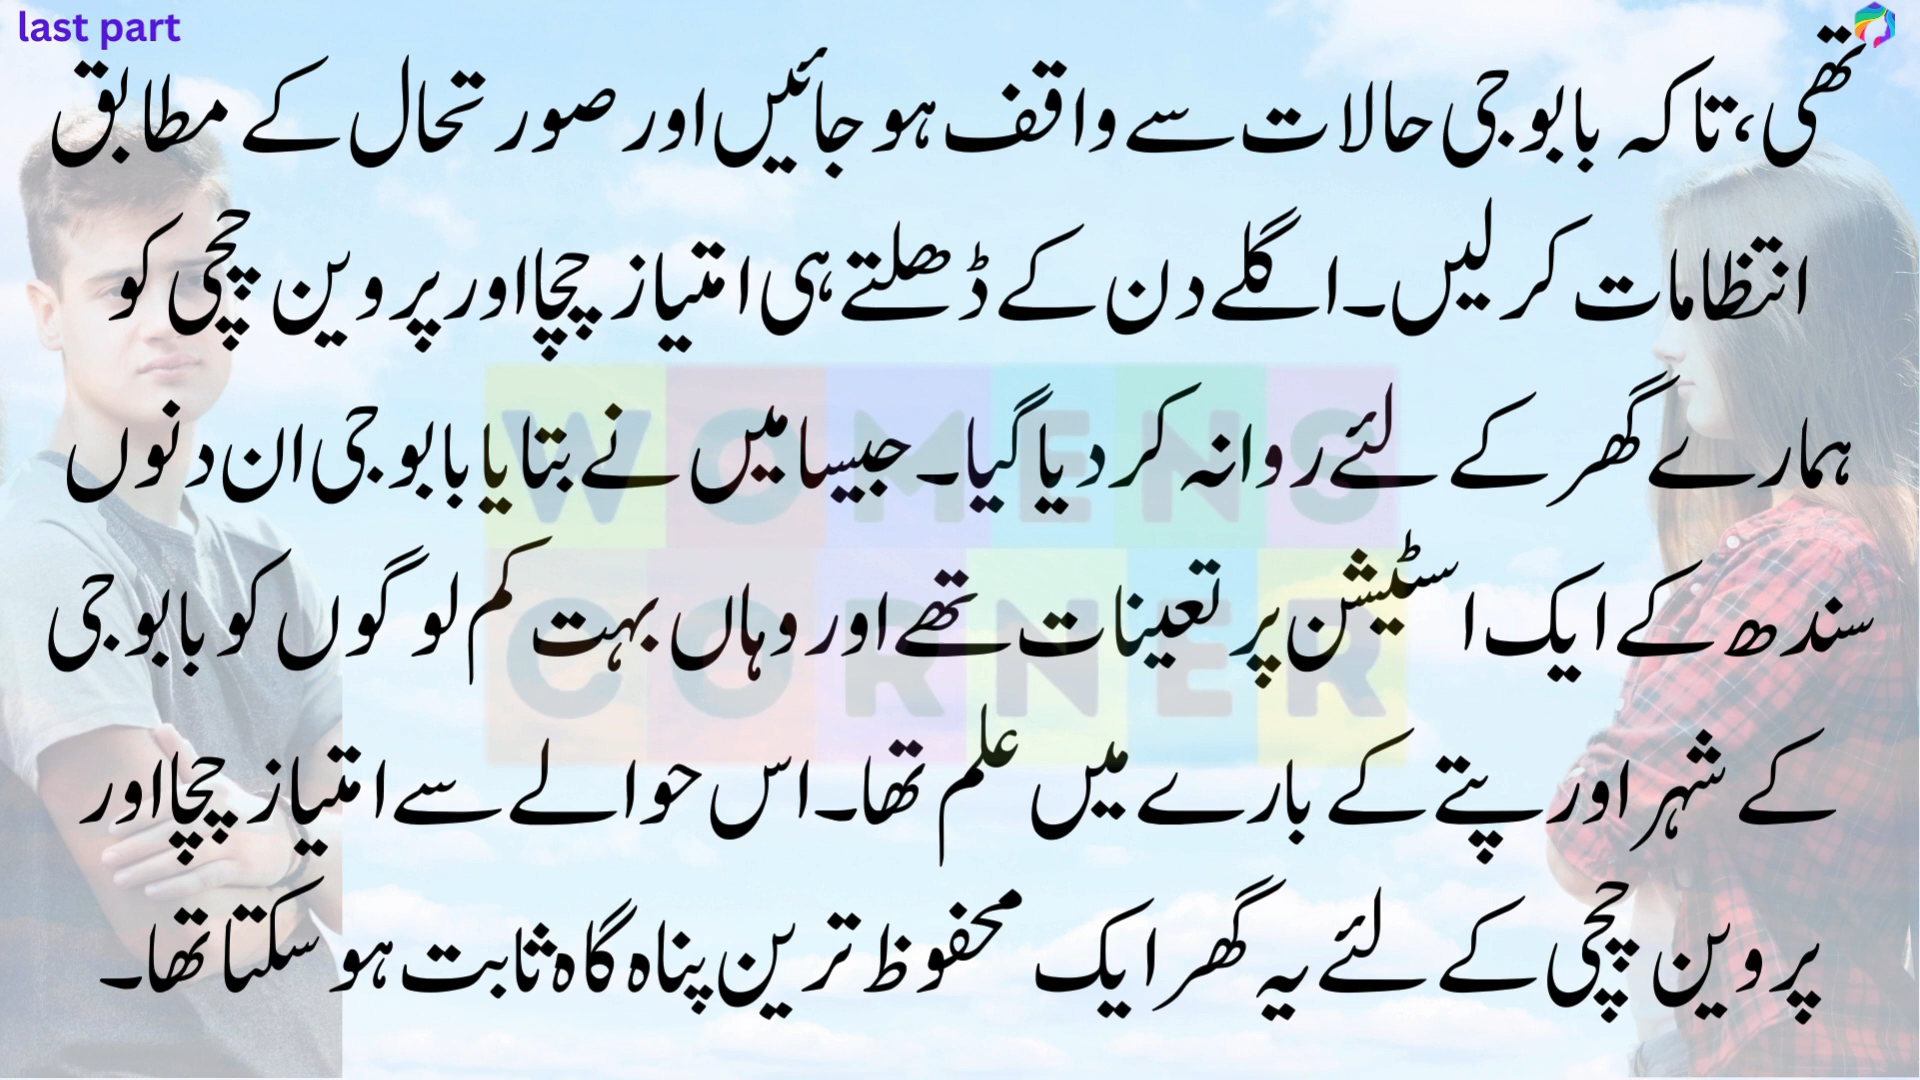 last part
تھی، تاکہ بابو جی حالات سے واقف ہو جائیں اور صورتحال کے مطابق
انتظامات کر لیں۔ اگلے دن کے ڈھلتے ہی امتیاز چچا اور پروین چچی کو
ہمارے گھر کے لئے روانہ کر دیا گیا۔ جیسا میں نے بتایا بابو جی ان دنوں
سندھ کے ایک اسٹیشن پر تعینات تھے اور وہاں بہت کم لوگوں کو بابو جی
کے شہر اور پتے کے بارے میں علم تھا۔ اس حوالے سے امتیاز چچا اور
پروین چچی کے لئے یہ گھر ایک محفوظ ترین پناہ گاہ ثابت ہو سکتا تھا۔
WOMENS
CORNER